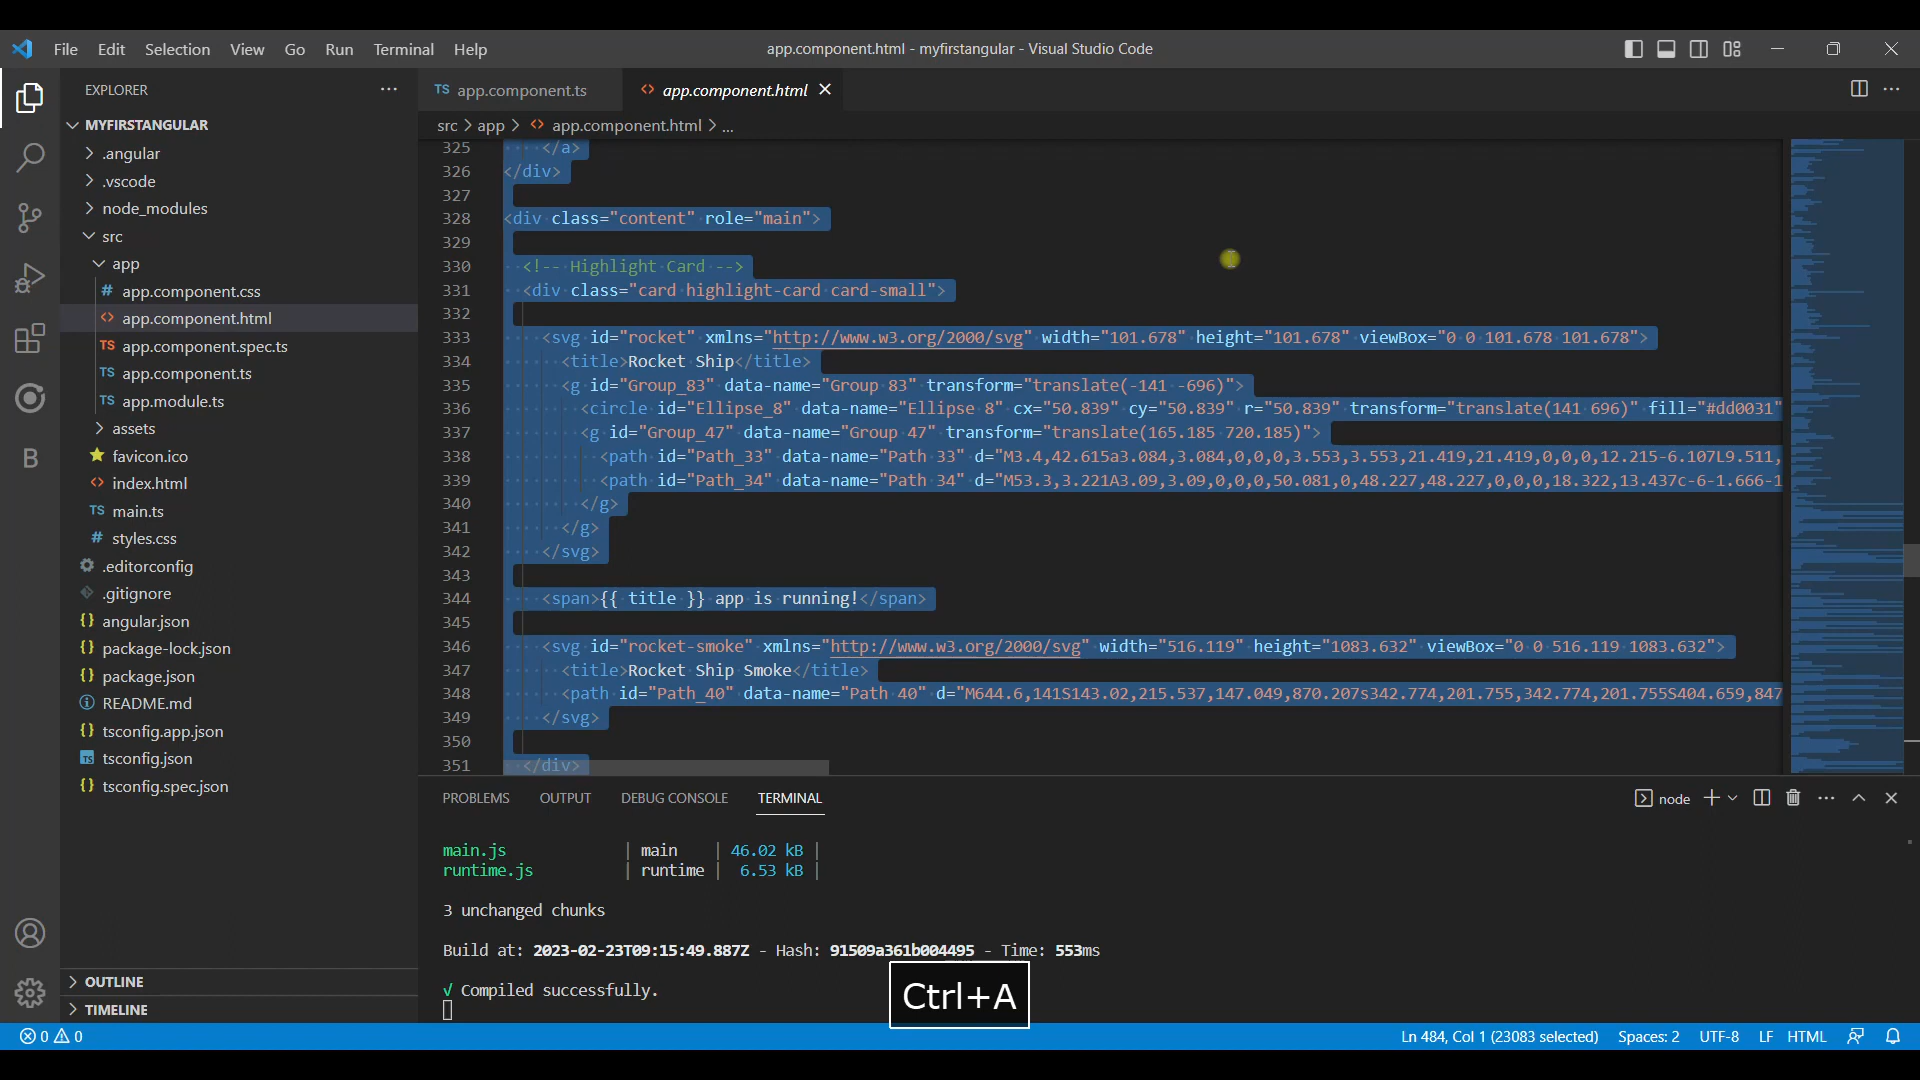 File Edit Selection View Go Run Terminal Help
app.component.html - myfirstangular - Visual Studio Code
EXPLORER
MYFIRSTANGULAR
.angular
.vscode
node_modules
src
app
# app.component.css
<> app.component.html
TS app.component.spec.ts
TS app.component.ts
TS app.module.ts
assets
favicon.ico
<> index.html
TS main.ts
# styles.css
.editorconfig
.gitignore
{} angular.json
{} package-lock.json
{} package.json
README.md
{} tsconfig.app.json
TS tsconfig.json
{} tsconfig.spec.json
OUTLINE
TIMELINE
B
TS app.component.ts
<> app.component.html
src > app > <> app.component.html > ...
325 </a>
326 </div>
327
328 <div class="content" role="main">
329
330 <!-- Highlight Card -->
331 <div class="card highlight-card card-small">
332
333 <svg id="rocket" xmlns="http://www.w3.org/2000/svg" width="101.678" height="101.678" viewBox="0 0 101.678 101.678">
334 <title>Rocket Ship</title>
335 <g id="Group_83" data-name="Group 83" transform="translate(-141 -696)">
336 <circle id="Ellipse_8" data-name="Ellipse 8" cx="50.839" cy="50.839" r="50.839" transform="translate(141 696)" fill="#dd0031"
337 <g id="Group_47" data-name="Group 47" transform="translate(165.185 720.185)">
338 <path id="Path_33" data-name="Path 33" d="M3.4,42.615a3.084,3.084,0,0,0,3.553,3.553,21.419,21.419,0,0,0,12.215-6.107L9.511,
339 <path id="Path_34" data-name="Path 34" d="M53.3,3.221A3.09,3.09,0,0,0,50.081,0,48.227,48.227,0,0,0,18.322,13.437c-6-1.666-1
340 </g>
341 </g>
342 </svg>
343
344 <span>{{ title }} app is running!</span>
345
346 <svg id="rocket-smoke" xmlns="http://www.w3.org/2000/svg" width="516.119" height="1083.632" viewBox="0 0 516.119 1083.632">
347 <title>Rocket Ship Smoke</title>
348 <path id="Path_40" data-name="Path 40" d="M644.6,141S143.02,215.537,147.049,870.207s342.774,201.755,342.774,201.755S404.659,847
349 </svg>
350
351 </div>
PROBLEMS OUTPUT DEBUG CONSOLE TERMINAL
node
main.js | main | 46.02 kB |
runtime.js | runtime | 6.53 kB |
3 unchanged chunks
Build at: 2023-02-23T09:15:49.887Z - Hash: 91509a361b004495 - Time: 553ms
√ Compiled successfully.
Ctrl+A
0 0
Ln 484, Col 1 (23083 selected) Spaces: 2 UTF-8 LF HTML